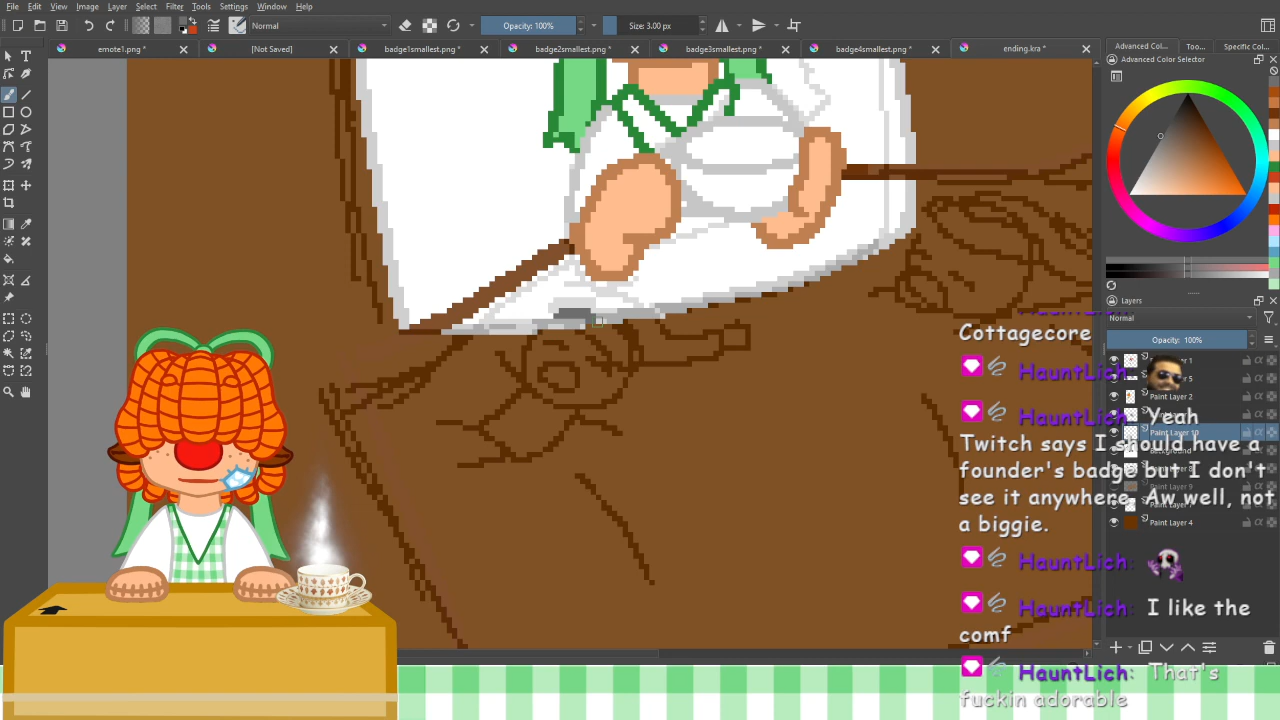 File Edit View Image Layer Select Filter Tools Settings Window Help
Normal Opacity: 100% Size: 3.00 px
emote1.png * [Not Saved] badge1smallest.png * badge2smallest.png * badge3smallest.png * badge4smallest.png * ending.kra *
Advanced Col... Too... Specific Col...
Advanced Color Selector
Layers
Normal
Opacity: 100%
Paint Layer 2
Paint Layer 10
Background
Paint Layer 4
Cottagecore
HauntLich:
HauntLich: Yeah
Twitch says I should have a
founder's badge but I don't
see it anywhere. Aw well, not
a biggie.
HauntLich:
HauntLich: I like the
comf
HauntLich: That's
fuckin adorable